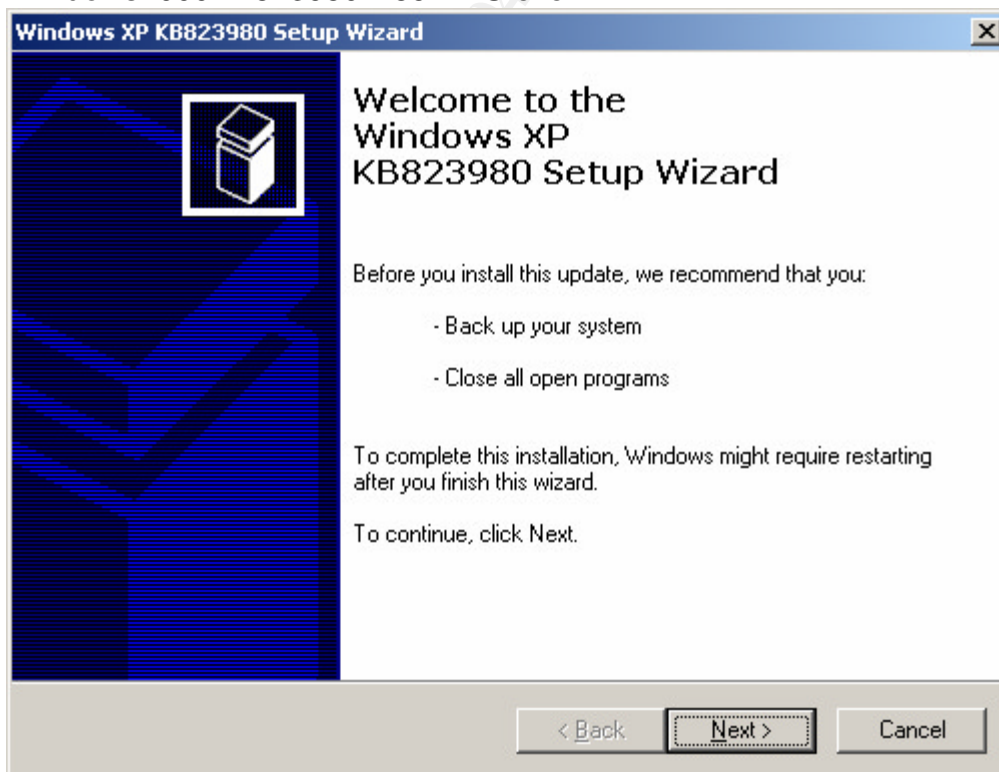 Windows XP KB823980 Setup Wizard
Welcome to the
Windows XP
KB823980 Setup Wizard
Before you install this update, we recommend that you:
- Back up your system
- Close all open programs
To complete this installation, Windows might require restarting
after you finish this wizard.
To continue, click Next.
< Back
Next >
Cancel